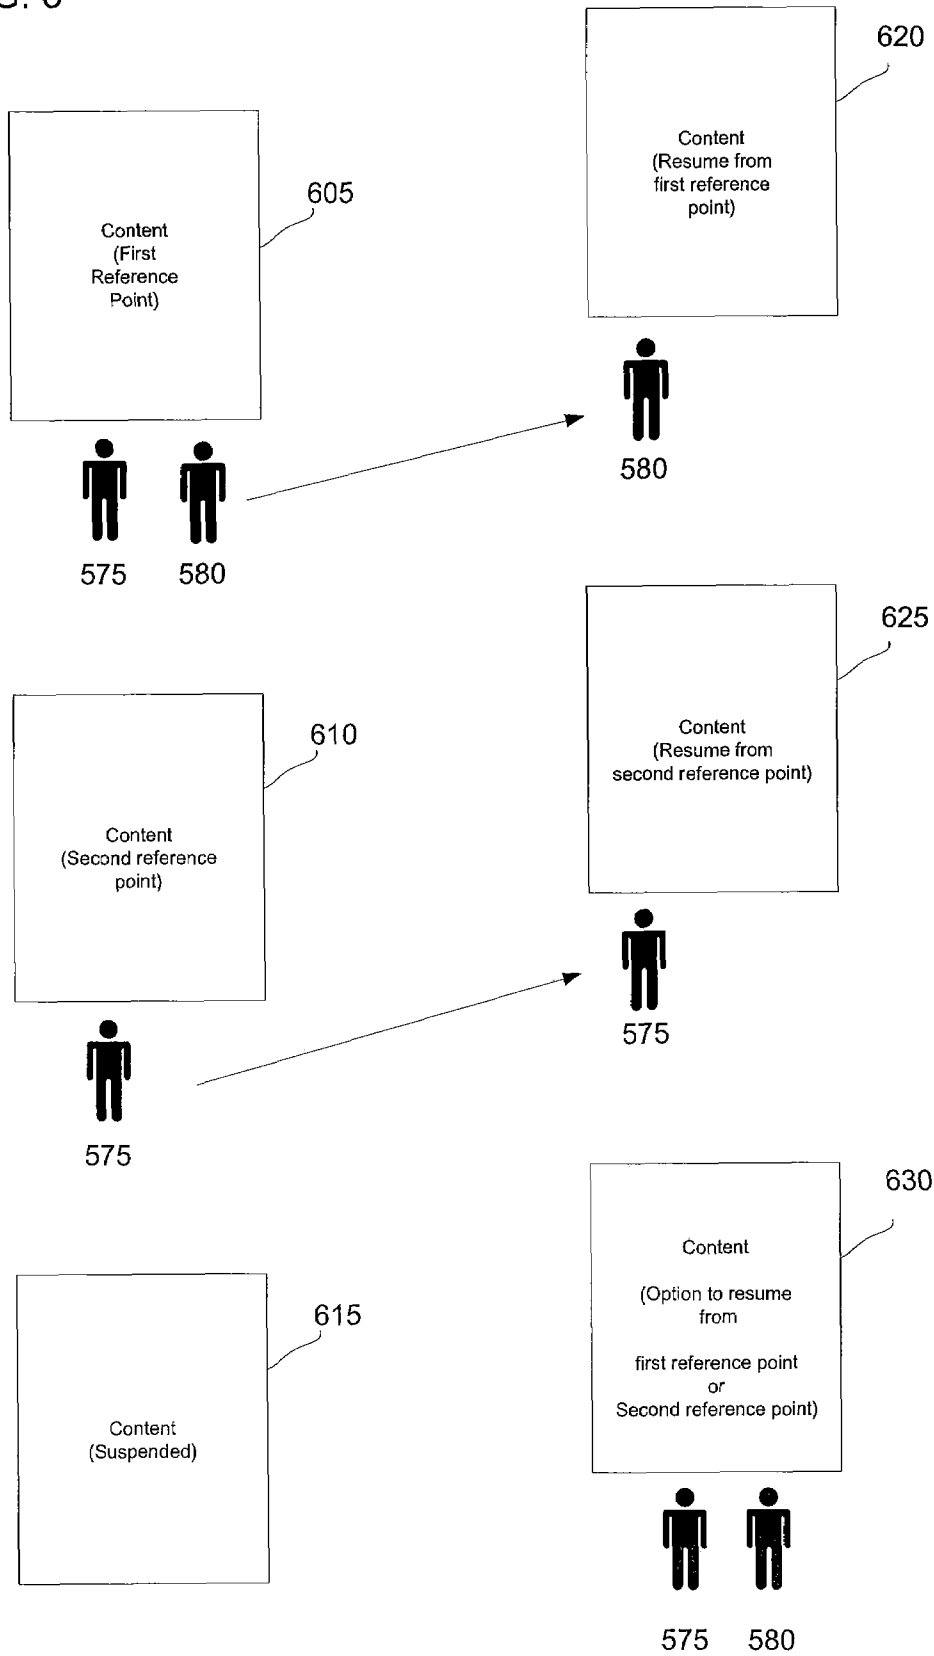 G. 6
620
Content
(Resume from
first reference
point)
605
Content
(First
Reference
Point)
580
575
580
625
610
Content
(Resume from
second reference point)
Content
(Second reference
point)
575
575
630
Content
(Option to resume
from
first reference point
or
Second reference point)
615
Content
(Suspended)
575
580